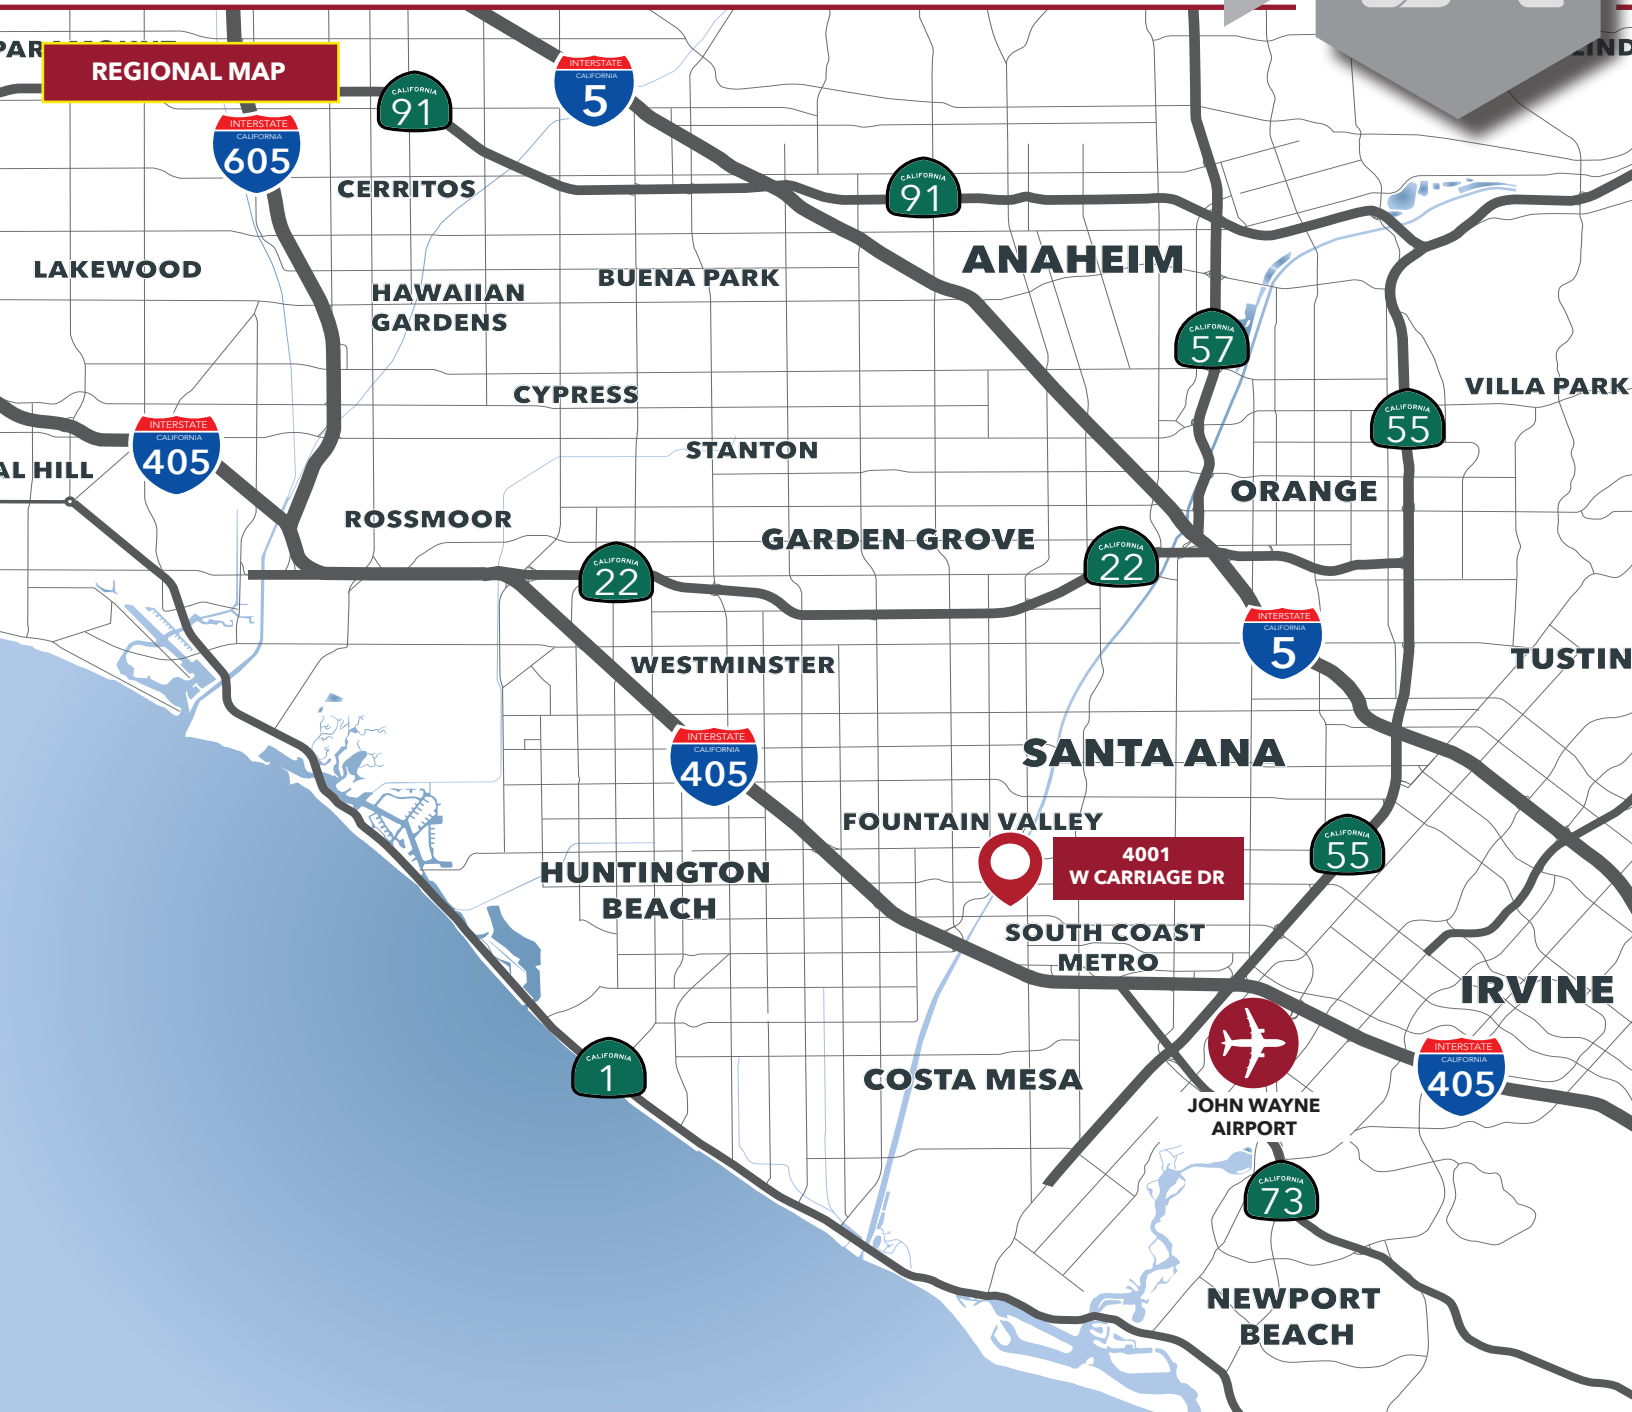 REGIONAL MAP
INTERSTATE
CALIFORNIA
5
CALIFORNIA
91
INTERSTATE
CALIFORNIA
605
CERRITOS
CALIFORNIA
91
LAKEWOOD
ANAHEIM
BUENA PARK
HAWAIIAN
GARDENS
CALIFORNIA
57
CYPRESS
VILLA PARK
CALIFORNIA
55
INTERSTATE
CALIFORNIA
405
AL HILL
STANTON
ORANGE
ROSSMOOR
GARDEN GROVE
CALIFORNIA
22
CALIFORNIA
22
INTERSTATE
CALIFORNIA
5
WESTMINSTER
TUSTIN
INTERSTATE
CALIFORNIA
405
SANTA ANA
FOUNTAIN VALLEY
4001
W CARRIAGE DR
CALIFORNIA
55
HUNTINGTON
BEACH
SOUTH COAST
METRO
IRVINE
CALIFORNIA
1
COSTA MESA
INTERSTATE
CALIFORNIA
405
JOHN WAYNE
AIRPORT
CALIFORNIA
73
NEWPORT
BEACH